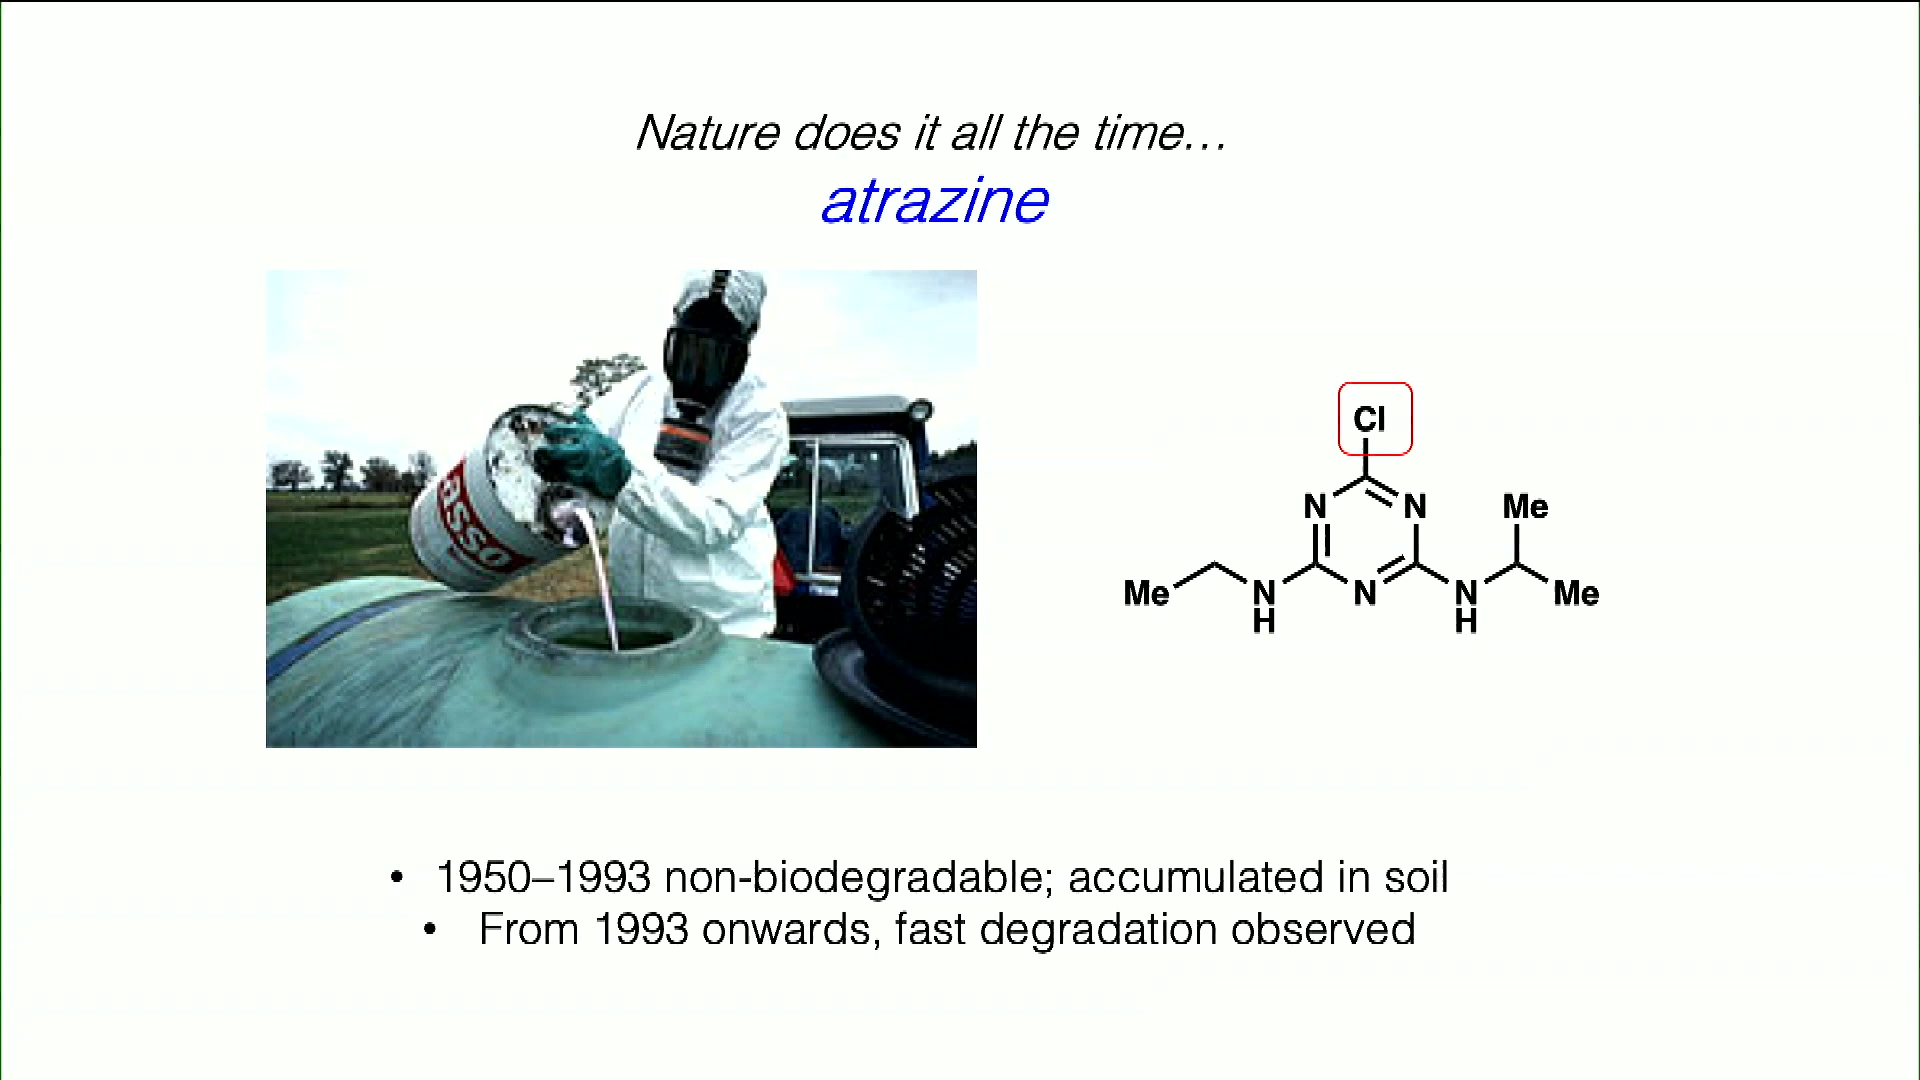 Nature does it all the time...
atrazine
asso
Cl
N
N
Me
Me
N
H
N
N
H
Me
• 1950–1993 non-biodegradable; accumulated in soil
• From 1993 onwards, fast degradation observed